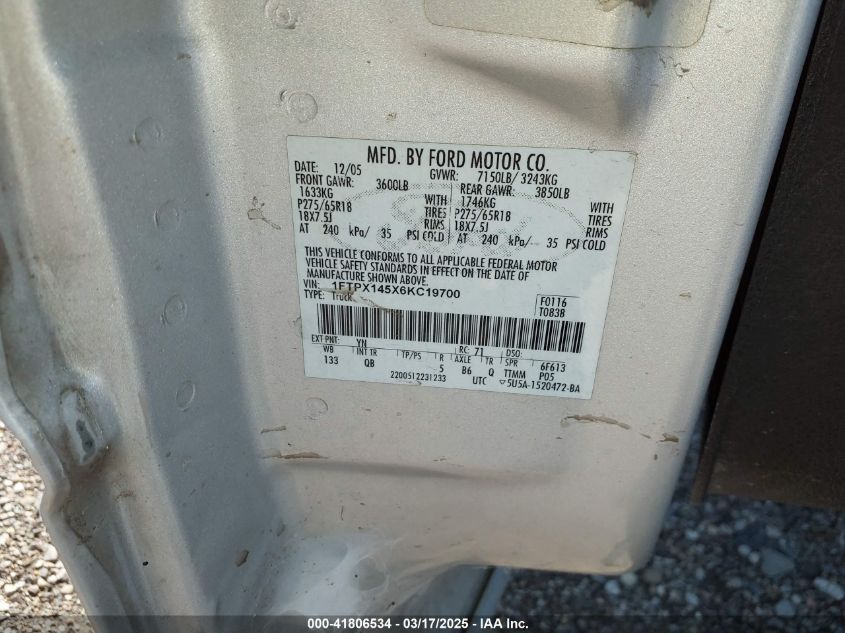 MFD. BY FORD MOTOR CO.
DATE: 12/05 GVWR: 7150LB/ 3243KG
FRONT GAWR: 3600LB REAR GAWR: 3850LB
1633KG WITH 1746KG WITH
P275/65R18 TIRES P275/65R18 TIRES
18X7.5J RIMS 18X7.5J RIMS
AT 240 kPa/ 35 PSI COLD AT 240 kPa/ 35 PSI COLD
THIS VEHICLE CONFORMS TO ALL APPLICABLE FEDERAL MOTOR
VEHICLE SAFETY STANDARDS IN EFFECT ON THE DATE OF
MANUFACTURE SHOWN ABOVE.
VIN: 1FTPX145X6KC19700 F0116
TYPE: Truck T0838
EXT PNT: YN RC: 71 DSO:
WB INT TR TP/PS R AXLE TR SPR 6F613
133 QB 5 B6 Q TTMM P05
2200512231233 UTC ▽5U5A-1520472-BA
000-41806534 - 03/17/2025 - IAAI.COM.